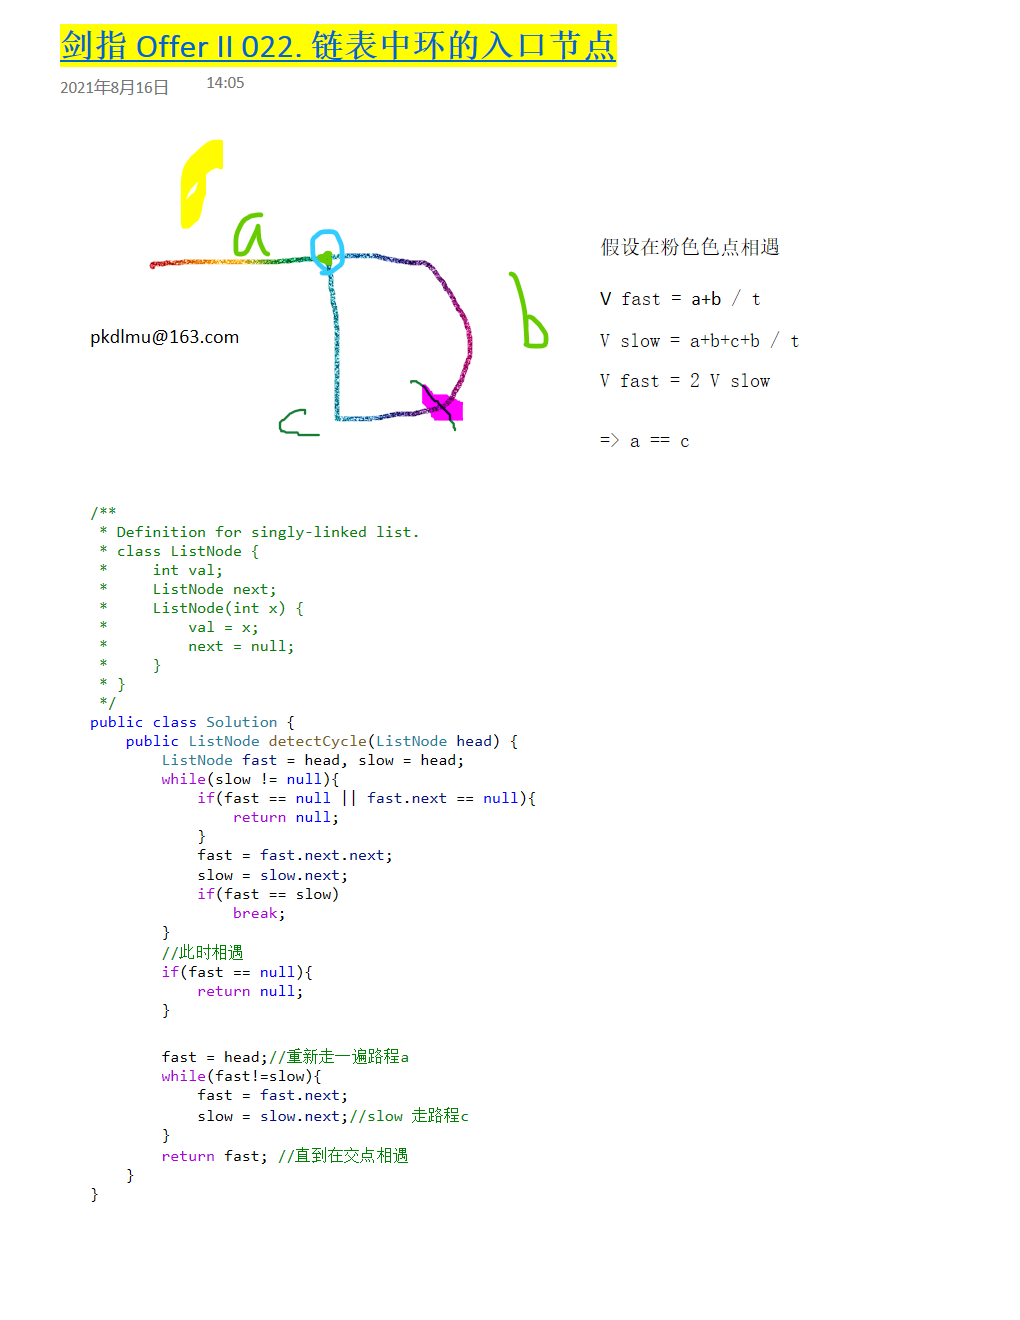 剑指 Offer II 022. 链表中环的入口节点
2021年8月16日 14:05
a
假设在粉色色点相遇
b
V fast = a+b / t
pkdlmu@163.com
V slow = a+b+c+b / t
V fast = 2 V slow
c
=> a == c
/**
 * Definition for singly-linked list.
 * class ListNode {
 *     int val;
 *     ListNode next;
 *     ListNode(int x) {
 *         val = x;
 *         next = null;
 *     }
 * }
 */
public class Solution {
    public ListNode detectCycle(ListNode head) {
        ListNode fast = head, slow = head;
        while(slow != null){
            if(fast == null || fast.next == null){
                return null;
            }
            fast = fast.next.next;
            slow = slow.next;
            if(fast == slow)
                break;
        }
        //此时相遇
        if(fast == null){
            return null;
        }
        fast = head;//重新走一遍路程a
        while(fast!=slow){
            fast = fast.next;
            slow = slow.next;//slow 走路程c
        }
        return fast; //直到在交点相遇
    }
}